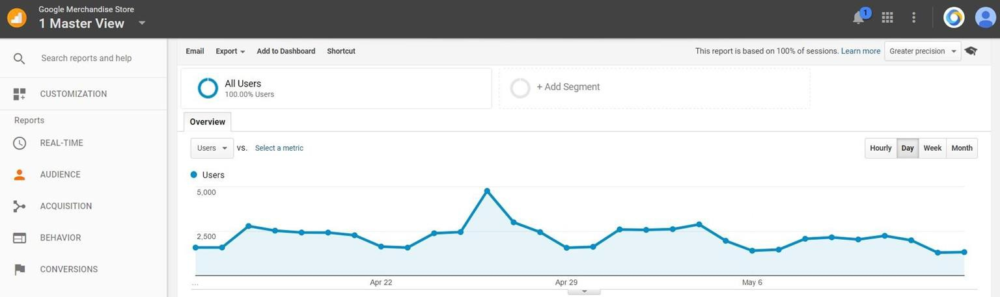 Google Merchandise Store
1 Master View
1
Search reports and help
CUSTOMIZATION
Reports
REAL-TIME
AUDIENCE
ACQUISITION
BEHAVIOR
CONVERSIONS
Email Export Add to Dashboard Shortcut
This report is based on 100% of sessions. Learn more Greater precision
All Users
100.00% Users
+ Add Segment
Overview
Users VS. Select a metric
Hourly Day Week Month
Users
5,000
2,500
... Apr 22 Apr 29 May 6